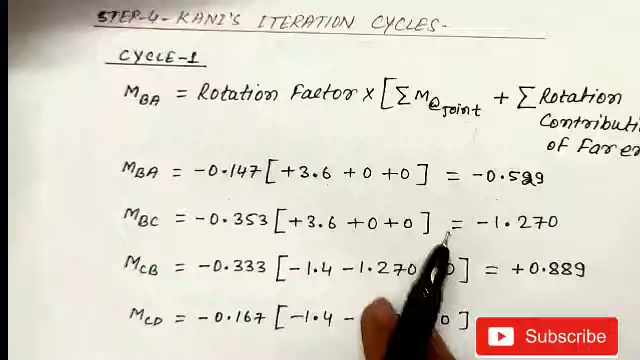 STEP-4- KANI'S ITERATION CYCLES-
CYCLE-1
MBA = Rotation Factor × [ΣM@Joint + ΣRotation
Contributi
of Far en
MBA = -0.147[+3.6 +0 +0] = -0.529
MBC = -0.353[+3.6 +0 +0] = -1.270
MCB = -0.333[-1.4 -1.270 0] = +0.889
MCD = -0.167[-1.4 - 0]
Subscribe